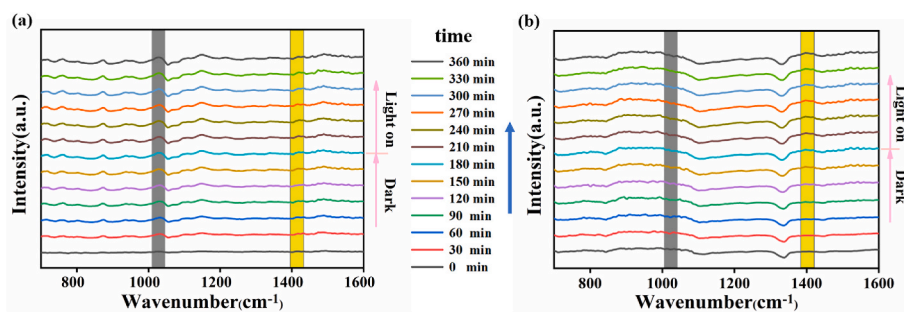 (a)
Intensity(a.u.)
800
1000
1200
1400
1600
Wavenumber(cm⁻¹)
Light on
Dark
time
360 min
330 min
300 min
270 min
240 min
210 min
180 min
150 min
120 min
90 min
60 min
30 min
0 min
(b)
Intensity(a.u.)
800
1000
1200
1400
1600
Wavenumber(cm⁻¹)
Light on
Dark